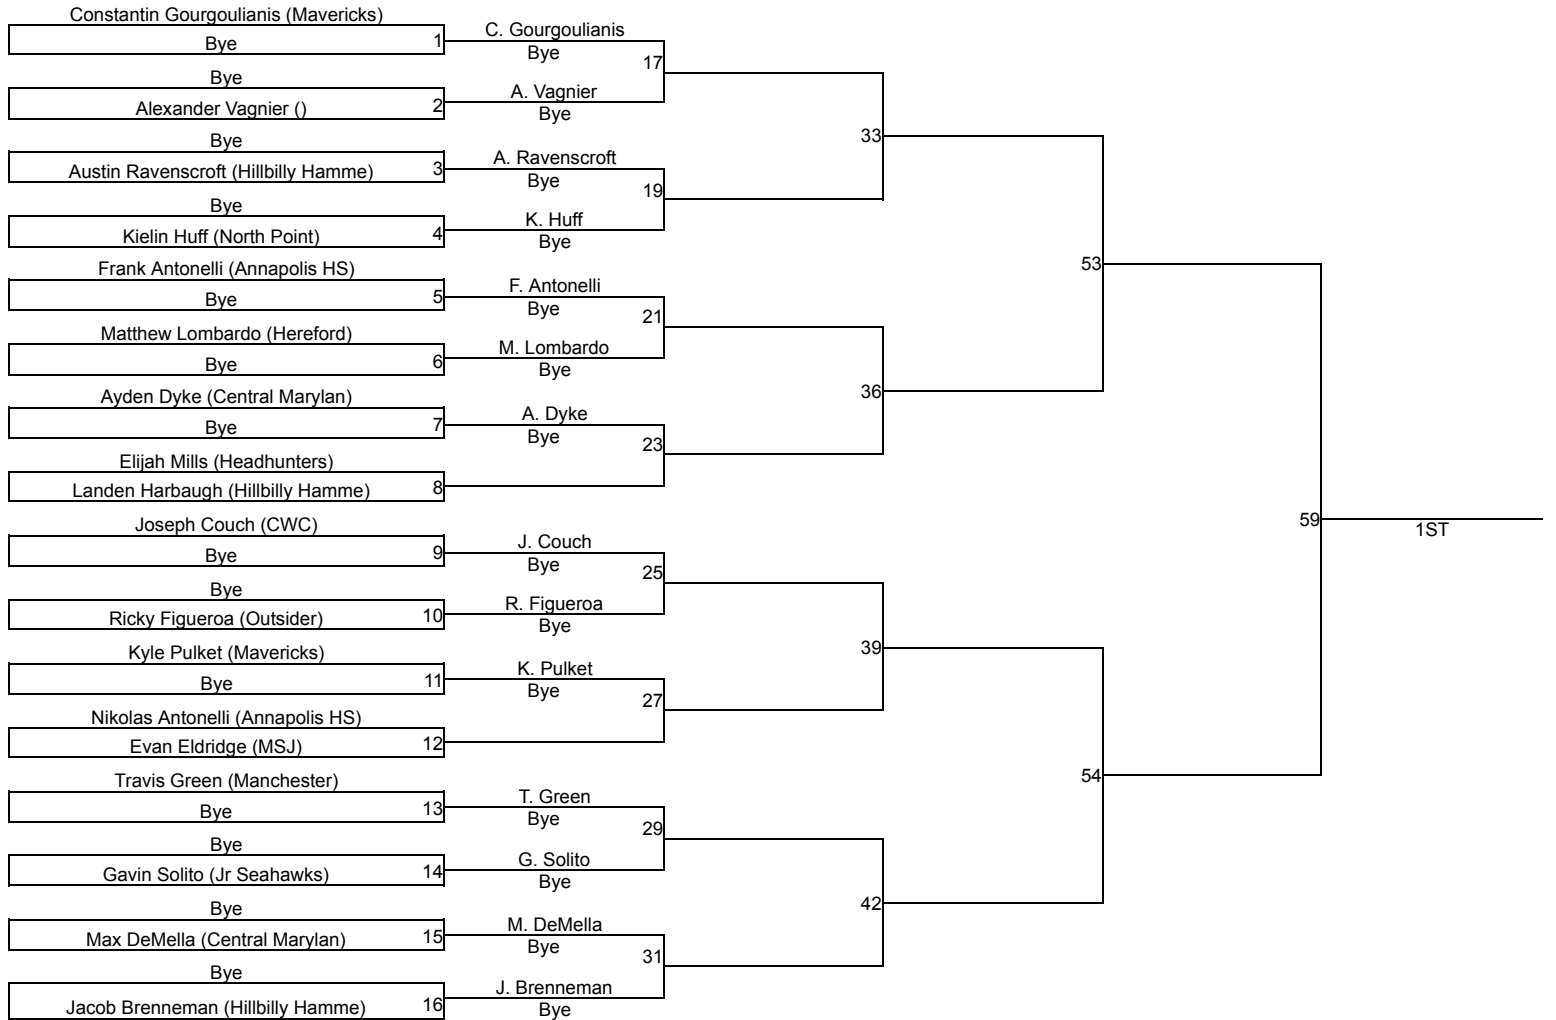 Constantin Gourgoulianis (Mavericks)
Bye
1
Bye
Alexander Vagnier ()
2
Bye
Austin Ravenscroft (Hillbilly Hamme)
3
Bye
Kielin Huff (North Point)
4
Frank Antonelli (Annapolis HS)
Bye
5
Matthew Lombardo (Hereford)
Bye
6
Ayden Dyke (Central Marylan)
Bye
7
Elijah Mills (Headhunters)
Landen Harbaugh (Hillbilly Hamme)
8
Joseph Couch (CWC)
Bye
9
Bye
Ricky Figueroa (Outsider)
10
Kyle Pulket (Mavericks)
Bye
11
Nikolas Antonelli (Annapolis HS)
Evan Eldridge (MSJ)
12
Travis Green (Manchester)
Bye
13
Bye
Gavin Solito (Jr Seahawks)
14
Bye
Max DeMella (Central Marylan)
15
Bye
Jacob Brenneman (Hillbilly Hamme)
16
C. Gourgoulianis
Bye
17
A. Vagnier
Bye
A. Ravenscroft
Bye
19
K. Huff
Bye
F. Antonelli
Bye
21
M. Lombardo
Bye
A. Dyke
Bye
23
J. Couch
Bye
25
R. Figueroa
Bye
K. Pulket
Bye
27
T. Green
Bye
29
G. Solito
Bye
M. DeMella
Bye
31
J. Brenneman
Bye
33
36
39
42
53
54
59
1ST